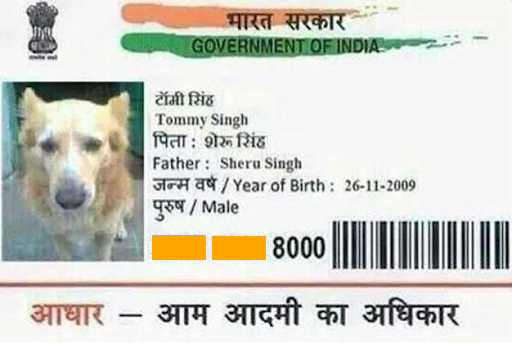 भारत सरकार
GOVERNMENT OF INDIA
टॉमी सिंह
Tommy Singh
पिता : शेरू सिंह
Father : Sheru Singh
जन्म वर्ष / Year of Birth : 26-11-2009
पुरुष / Male
8000
आधार – आम आदमी का अधिकार